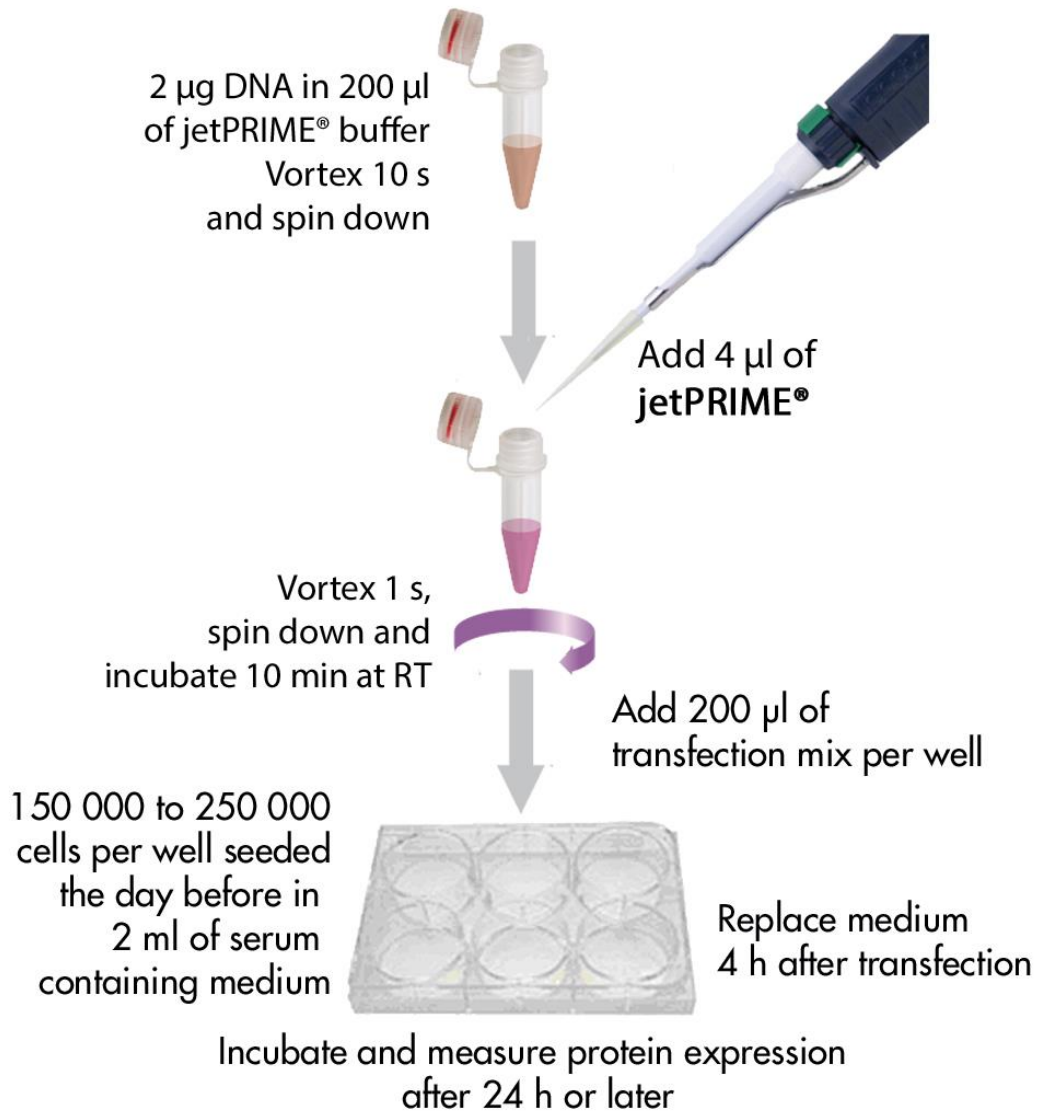 2 µg DNA in 200 µl
of jetPRIME® buffer
Vortex 10 s
and spin down
Add 4 µl of
jetPRIME®
Vortex 1 s,
spin down and
incubate 10 min at RT
Add 200 µl of
transfection mix per well
150 000 to 250 000
cells per well seeded
the day before in
2 ml of serum
containing medium
Replace medium
4 h after transfection
Incubate and measure protein expression
after 24 h or later